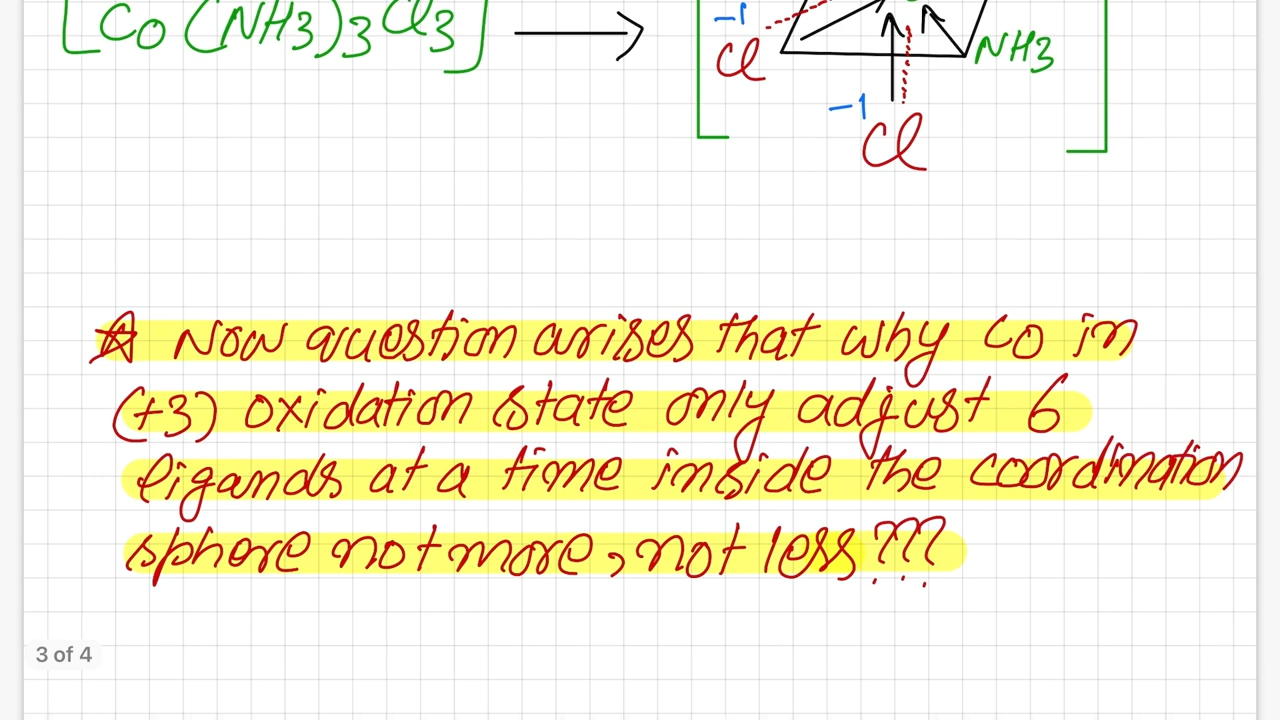 [Co(NH3)3Cl3] →
-1
Cl
NH3
-1
Cl
Now question arises that why Co in
(+3) oxidation state only adjust 6
ligands at a time inside the coordination
sphere not more, not less ???
3 of 4